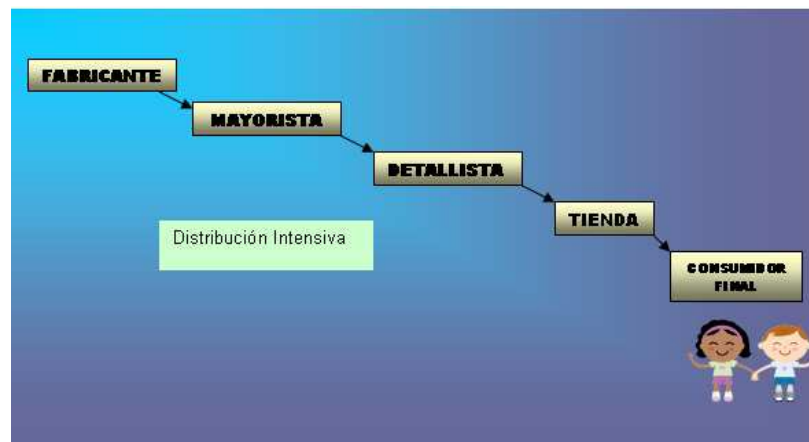 FABRICANTE
MAYORISTA
DETALLISTA
TIENDA
Distribución Intensiva
CONSUMIDOR
FINAL